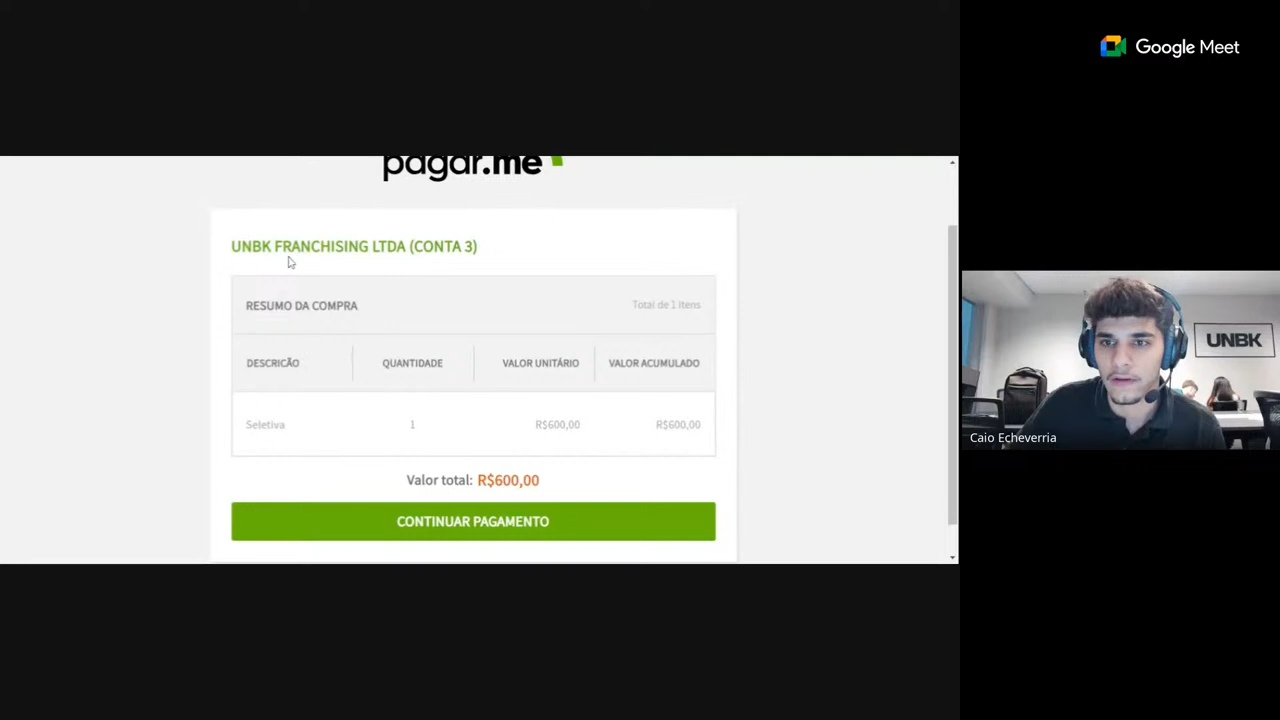 Google Meet
pagar.me
UNBK FRANCHISING LTDA (CONTA 3)
RESUMO DA COMPRA
Total de 1 itens
DESCRIÇÃO QUANTIDADE VALOR UNITÁRIO VALOR ACUMULADO
Seletiva 1 R$600,00 R$600,00
Valor total: R$600,00
CONTINUAR PAGAMENTO
UNBK
Caio Echeverria